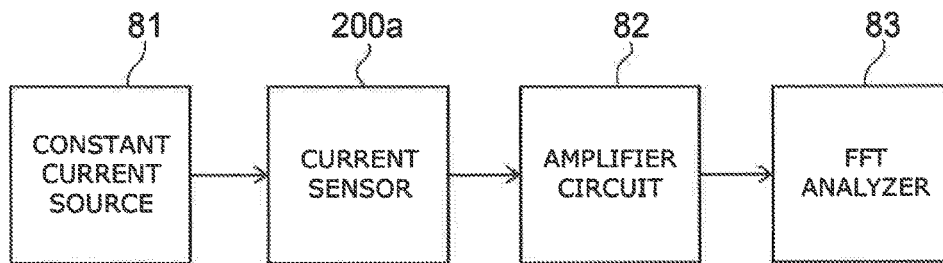 81
200a
82
83
CONSTANT
CURRENT
SOURCE
CURRENT
SENSOR
AMPLIFIER
CIRCUIT
FFT
ANALYZER